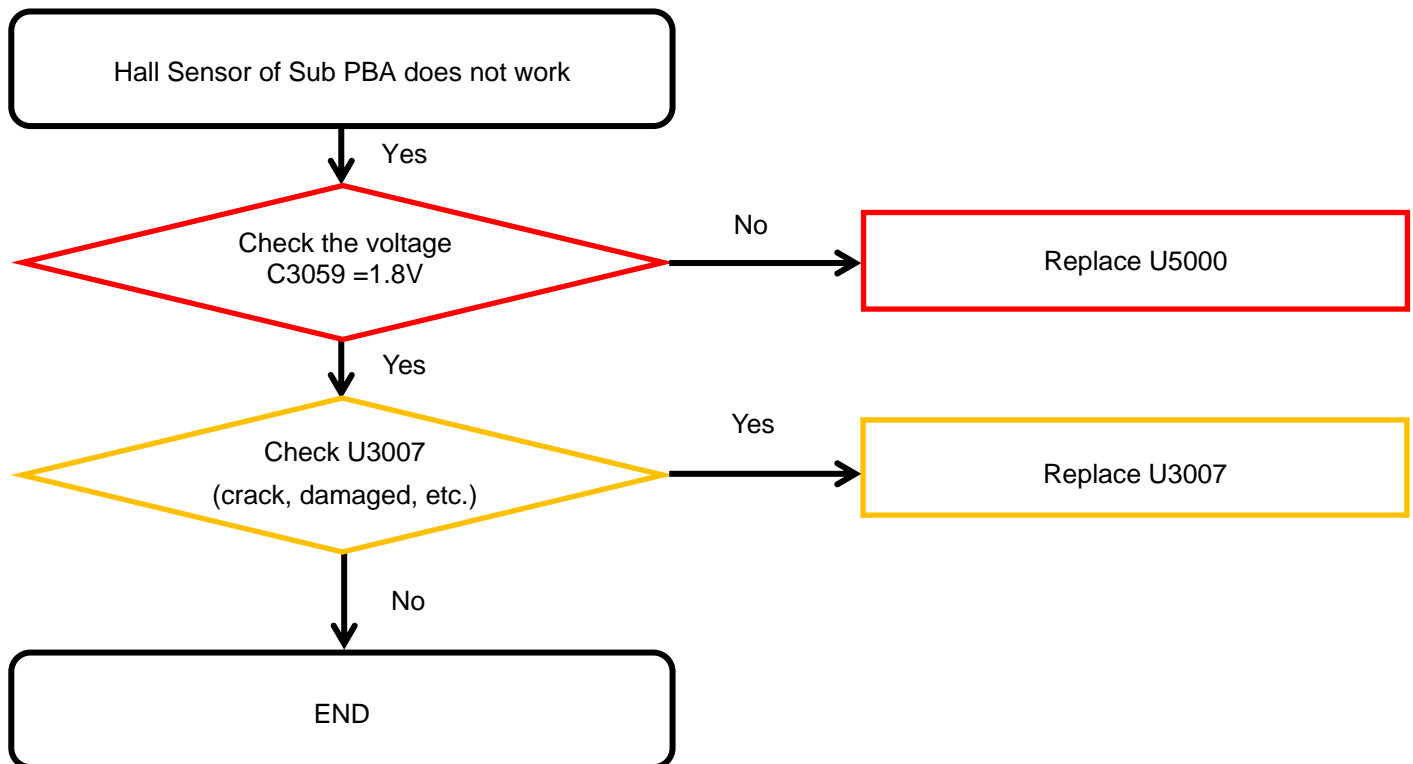 Hall Sensor of Sub PBA does not work
Yes
Check the voltage
C3059 =1.8V
No
Replace U5000
Yes
Check U3007
(crack, damaged, etc.)
Yes
Replace U3007
No
END